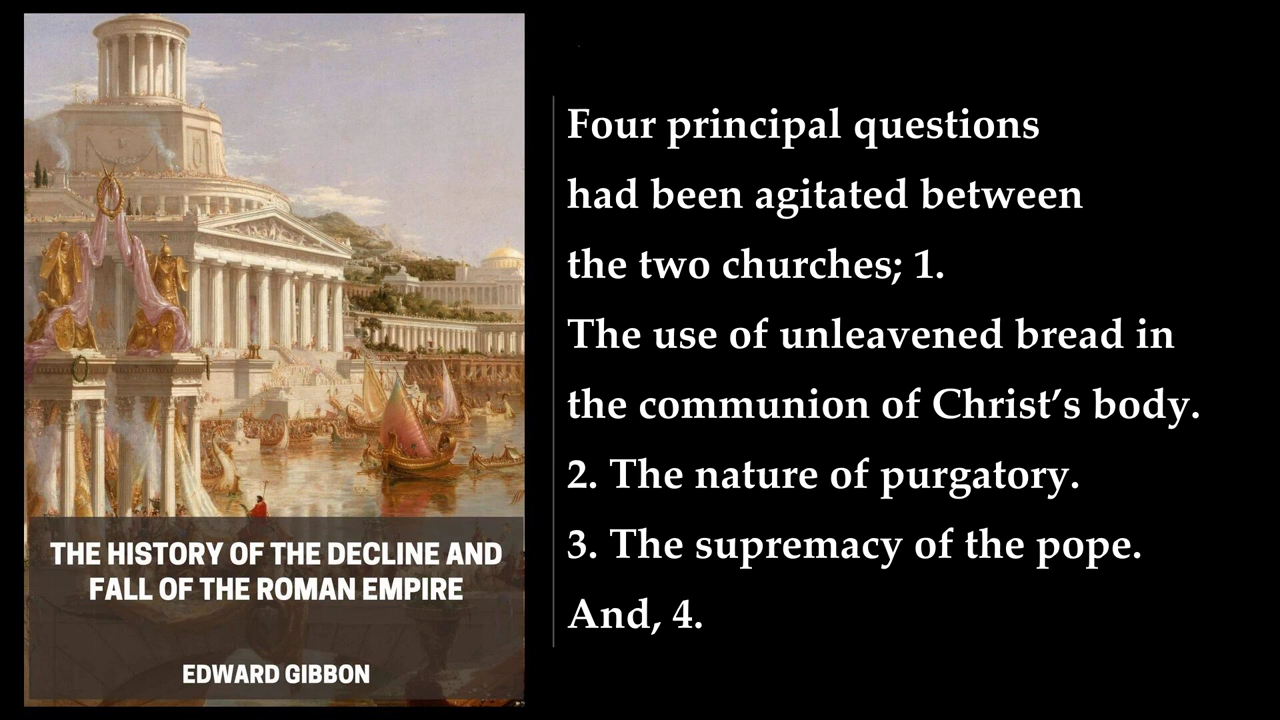 THE HISTORY OF THE DECLINE AND
FALL OF THE ROMAN EMPIRE
EDWARD GIBBON
Four principal questions
had been agitated between
the two churches; 1.
The use of unleavened bread in
the communion of Christ’s body.
2. The nature of purgatory.
3. The supremacy of the pope.
And, 4.